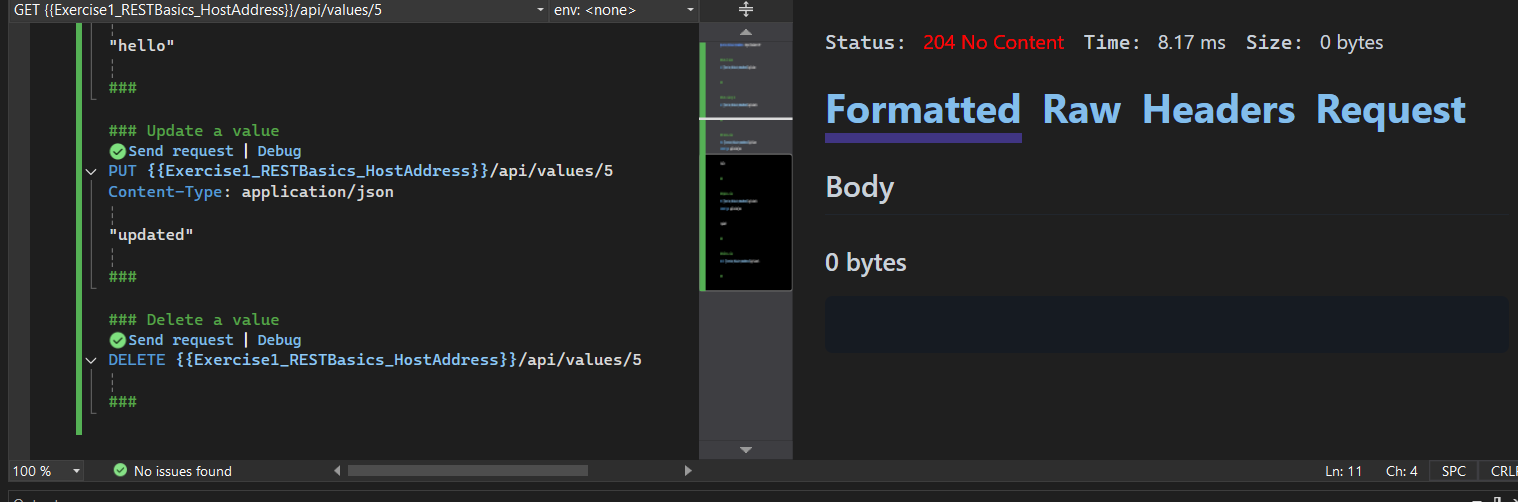 GET {{Exercise1_RESTBasics_HostAddress}}/api/values/5
env: <none>
"hello"
###
### Update a value
Send request | Debug
PUT {{Exercise1_RESTBasics_HostAddress}}/api/values/5
Content-Type: application/json
"updated"
###
### Delete a value
Send request | Debug
DELETE {{Exercise1_RESTBasics_HostAddress}}/api/values/5
###
Status: 204 No Content Time: 8.17 ms Size: 0 bytes
Formatted Raw Headers Request
Body
0 bytes
100 % No issues found Ln: 11 Ch: 4 SPC